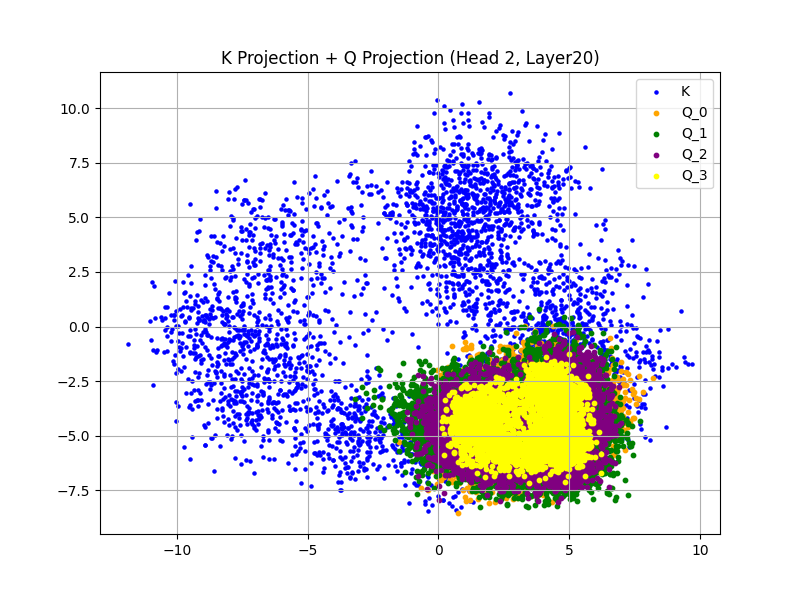 K Projection + Q Projection (Head 2, Layer20)
10.0
7.5
5.0
2.5
0.0
−2.5
−5.0
−7.5
−10
−5
0
5
10
K
Q_0
Q_1
Q_2
Q_3